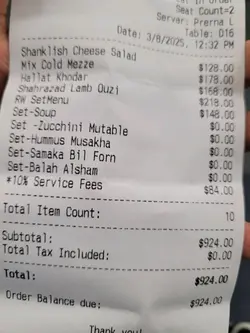 Seat Count=2
Server: Prerna L
Table: D16
Date: 3/8/2025, 12:32 PM
Shanklish Cheese Salad $128.00
Mix Cold Mezze $178.00
Hallat Khodar $168.00
Shahrazad Lamb Ouzi $218.00
RW SetMenu $148.00
Set-Soup $0.00
Set -Zucchini Mutable $0.00
Set-Hummus Musakha $0.00
Set-Samaka Bil Forn $0.00
Set-Balah Alsham $0.00
*10% Service Fees $84.00
Total Item Count: 10
Subtotal: $924.00
Total Tax Included: $0.00
Total: $924.00
Order Balance due: $924.00
Thank you!